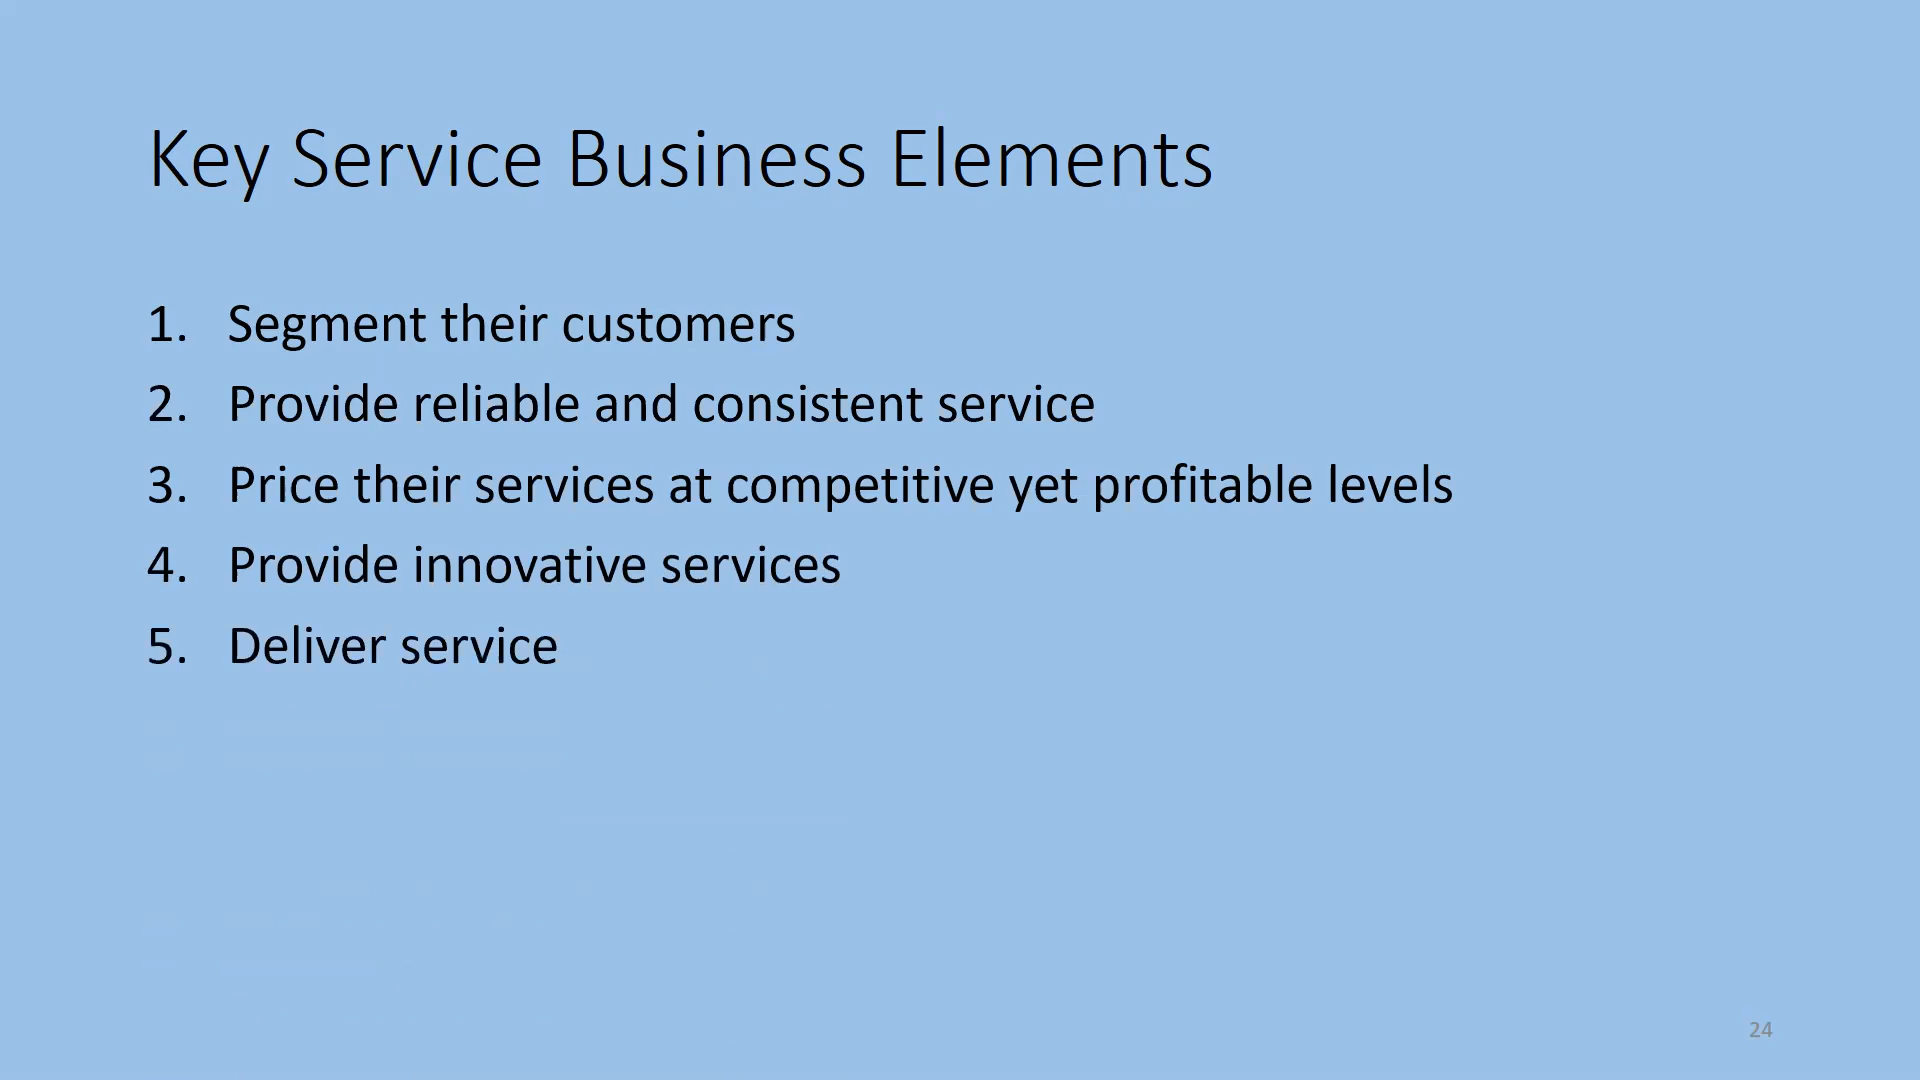 Key Service Business Elements
1. Segment their customers
2. Provide reliable and consistent service
3. Price their services at competitive yet profitable levels
4. Provide innovative services
5. Deliver service
24